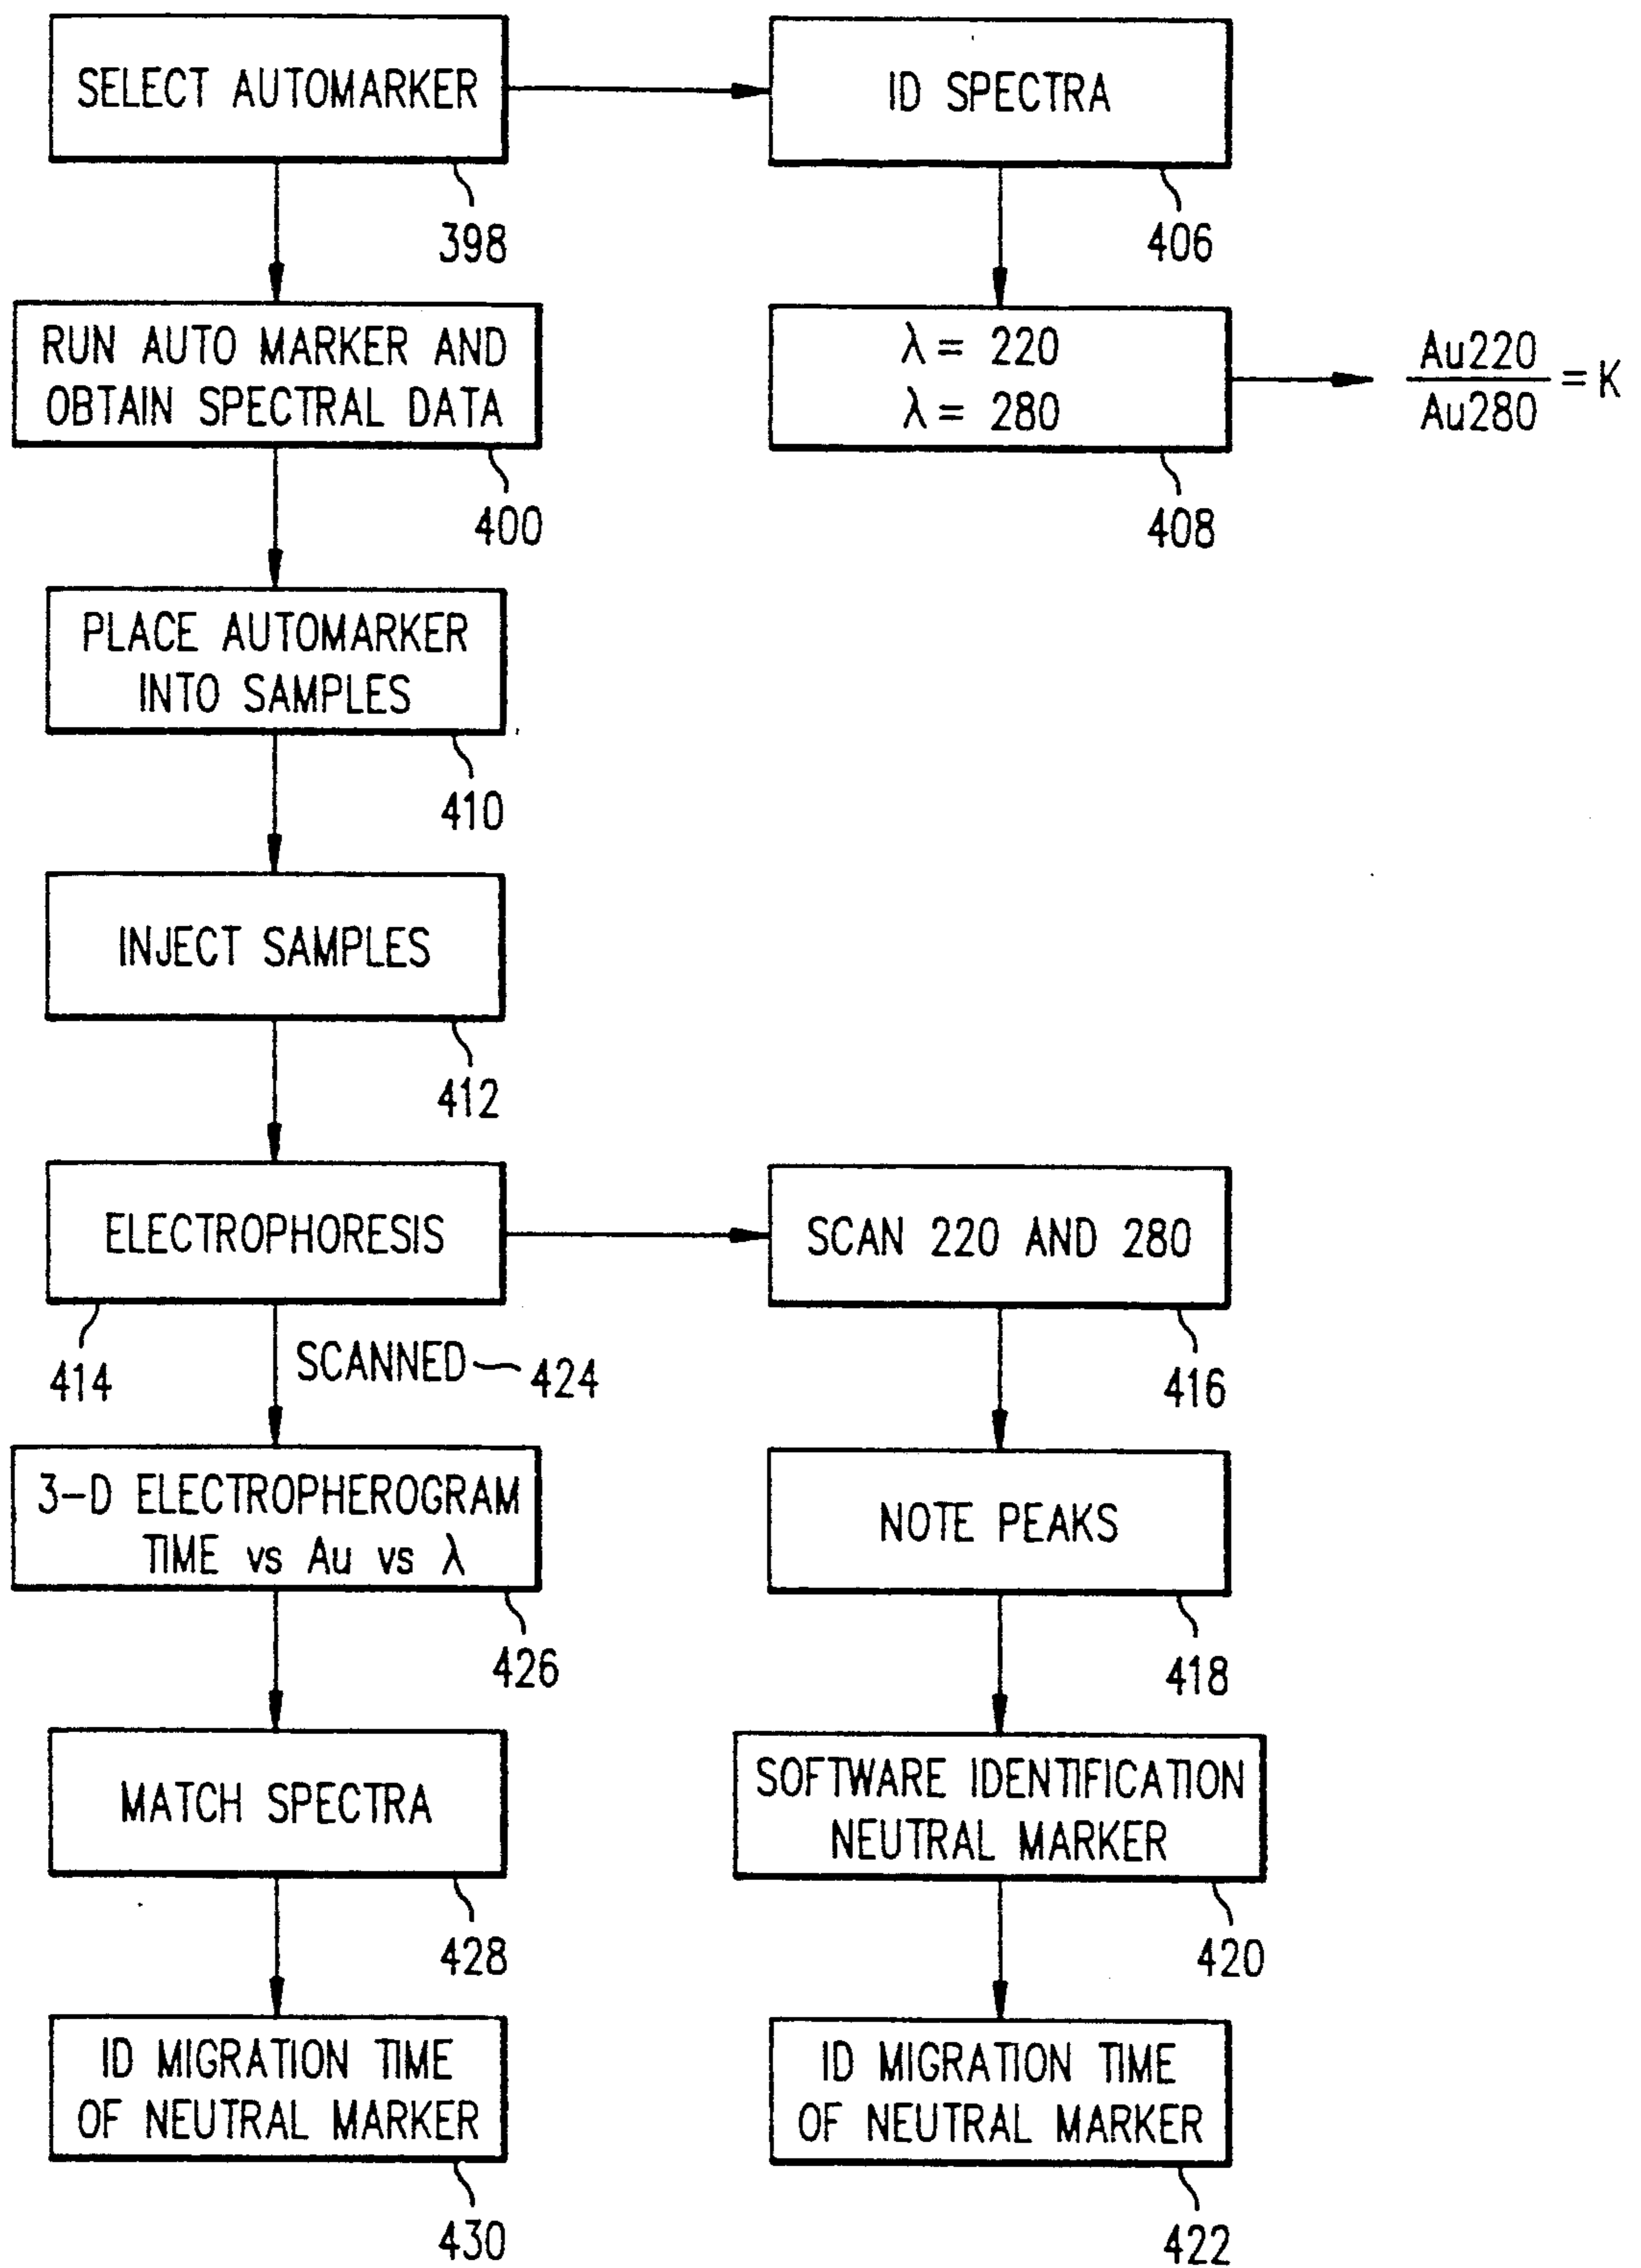 SELECT AUTOMARKER
398
ID SPECTRA
406
RUN AUTO MARKER AND
OBTAIN SPECTRAL DATA
400
λ = 220
λ = 280
408
Au220
Au280
= K
PLACE AUTOMARKER
INTO SAMPLES
410
INJECT SAMPLES
412
ELECTROPHORESIS
414
SCAN 220 AND 280
416
SCANNED 424
3-D ELECTROPHEROGRAM
TIME vs Au vs λ
426
NOTE PEAKS
418
MATCH SPECTRA
428
SOFTWARE IDENTIFICATION
NEUTRAL MARKER
420
ID MIGRATION TIME
OF NEUTRAL MARKER
430
ID MIGRATION TIME
OF NEUTRAL MARKER
422